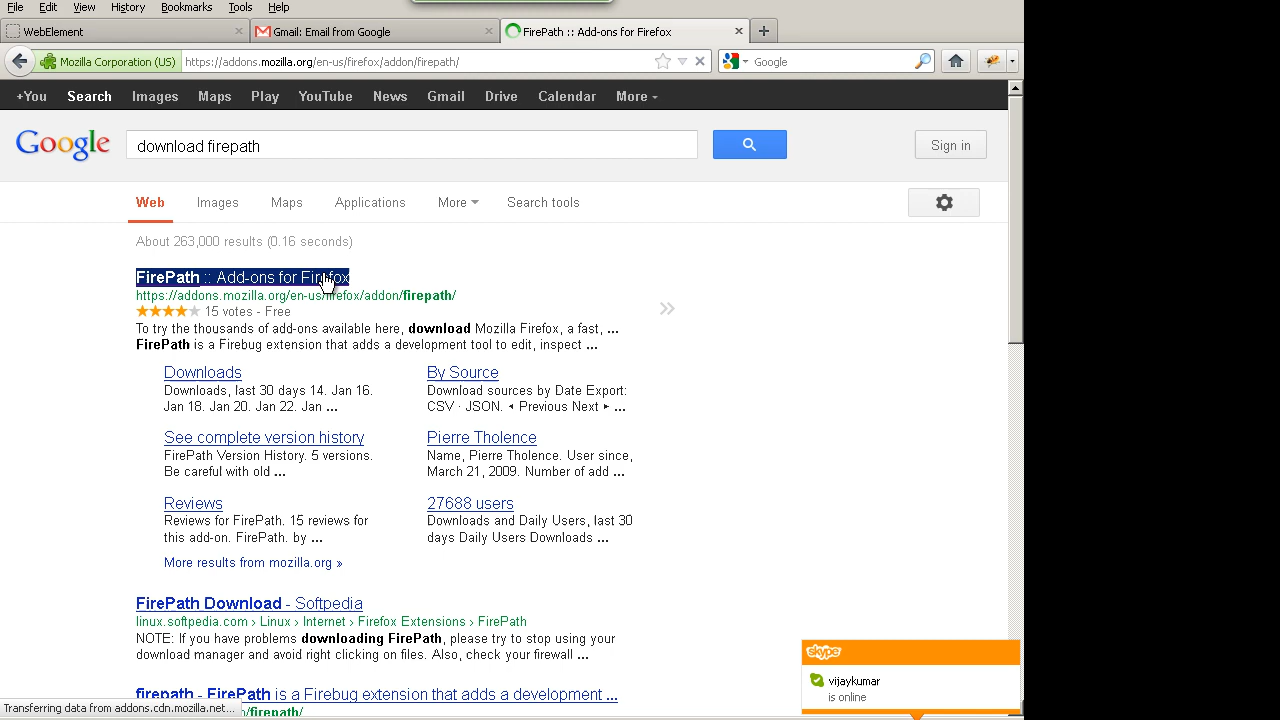 File Edit View History Bookmarks Tools Help
WebElement
Gmail: Email from Google
FirePath :: Add-ons for Firefox
Mozilla Corporation (US)
https://addons.mozilla.org/en-us/firefox/addon/firepath/
Google
+You Search Images Maps Play YouTube News Gmail Drive Calendar More
Google
download firepath
Sign in
Web Images Maps Applications More Search tools
About 263,000 results (0.16 seconds)
FirePath :: Add-ons for Firefox
https://addons.mozilla.org/en-us/firefox/addon/firepath/
15 votes - Free
To try the thousands of add-ons available here, download Mozilla Firefox, a fast, ...
FirePath is a Firebug extension that adds a development tool to edit, inspect ...
Downloads
Downloads, last 30 days 14. Jan 16.
Jan 18. Jan 20. Jan 22. Jan ...
By Source
Download sources by Date Export:
CSV · JSON. ◂ Previous Next ▸ ...
See complete version history
FirePath Version History. 5 versions.
Be careful with old ...
Pierre Tholence
Name, Pierre Tholence. User since,
March 21, 2009. Number of add ...
Reviews
Reviews for FirePath. 15 reviews for
this add-on. FirePath. by ...
27688 users
Downloads and Daily Users, last 30
days Daily Users Downloads ...
More results from mozilla.org »
FirePath Download - Softpedia
linux.softpedia.com › Linux › Internet › Firefox Extensions › FirePath
NOTE: If you have problems downloading FirePath, please try to stop using your
download manager and avoid right clicking on files. Also, check your firewall ...
firepath - FirePath is a Firebug extension that adds a development ...
/firepath/
Transferring data from addons.cdn.mozilla.net...
skype
vijaykumar
is online